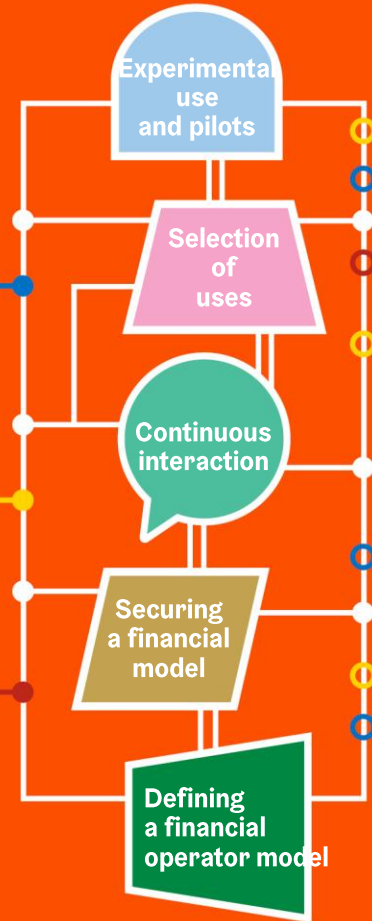 Experimental
use
and pilots
Selection
of
uses
Continuous
interaction
Securing
a financial
model
Defining
a financial
operator model